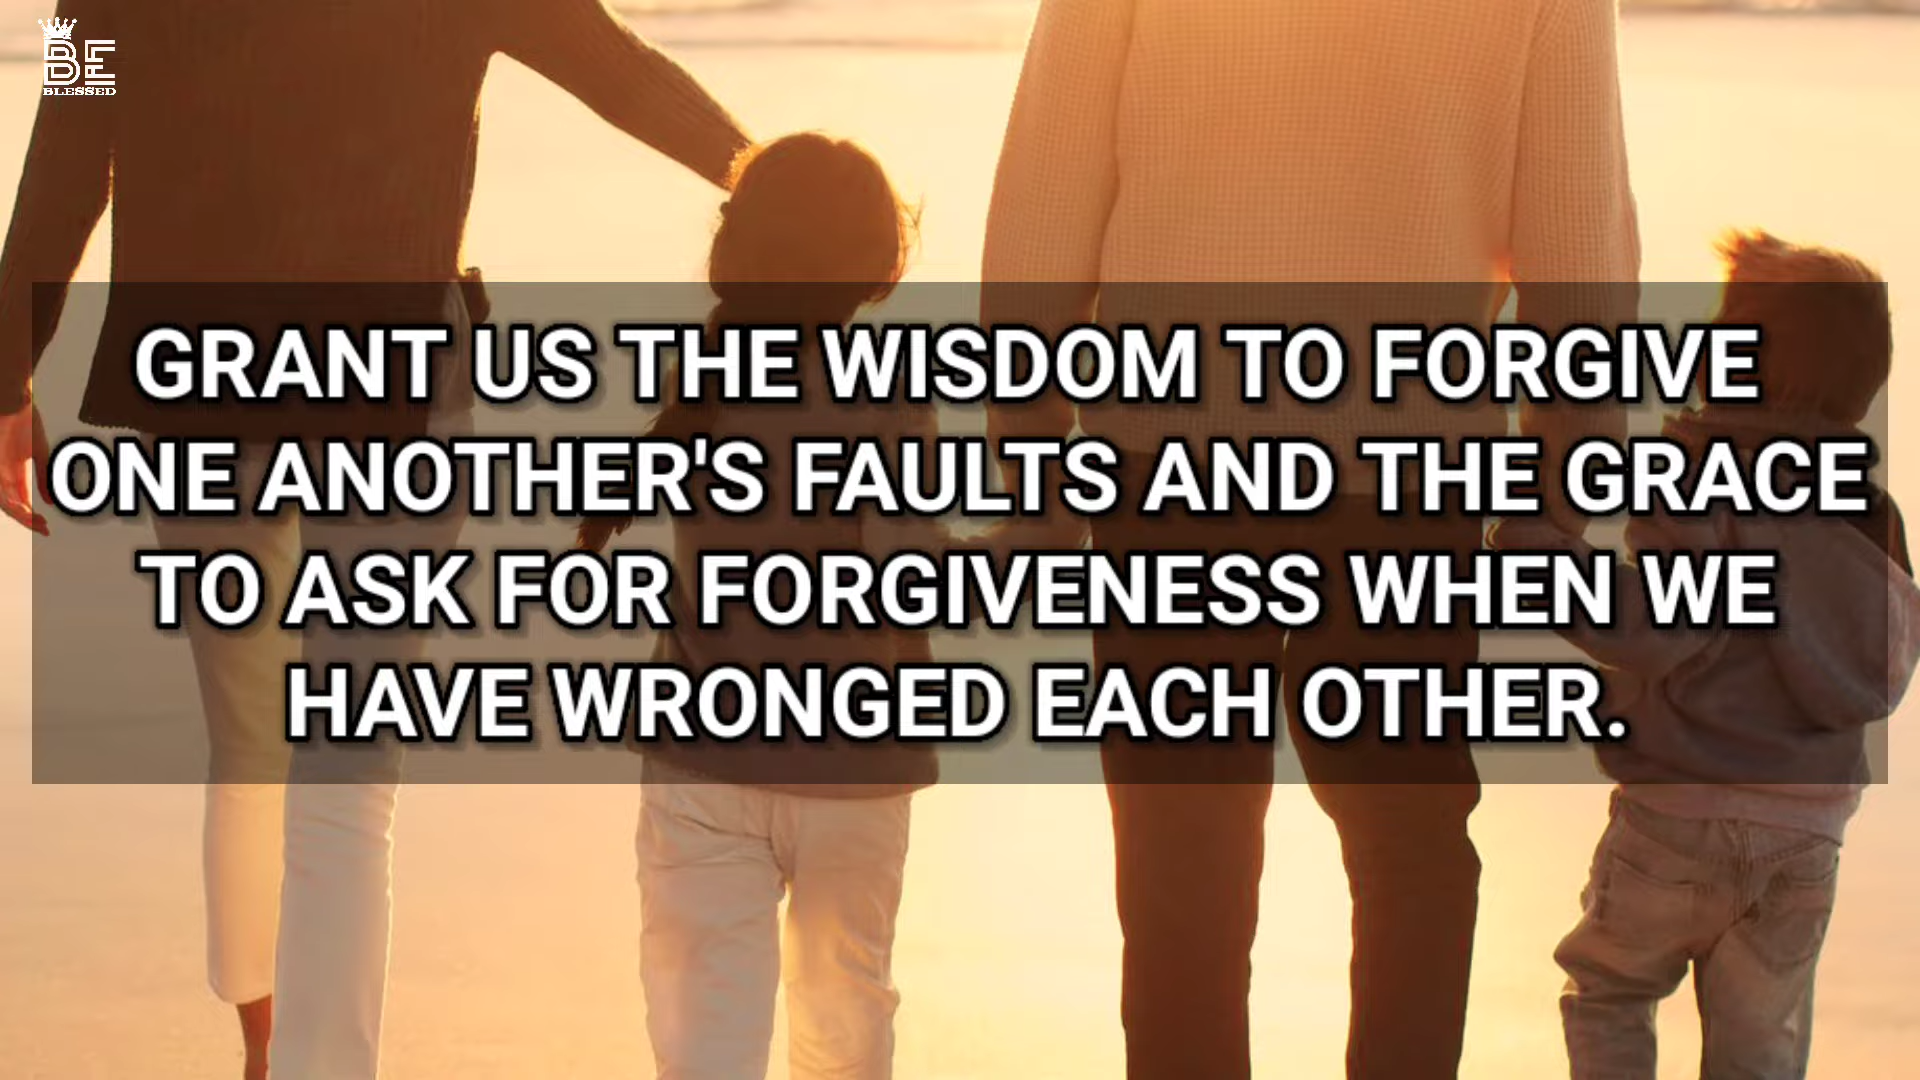 BE
BLESSED
GRANT US THE WISDOM TO FORGIVE
ONE ANOTHER'S FAULTS AND THE GRACE
TO ASK FOR FORGIVENESS WHEN WE
HAVE WRONGED EACH OTHER.